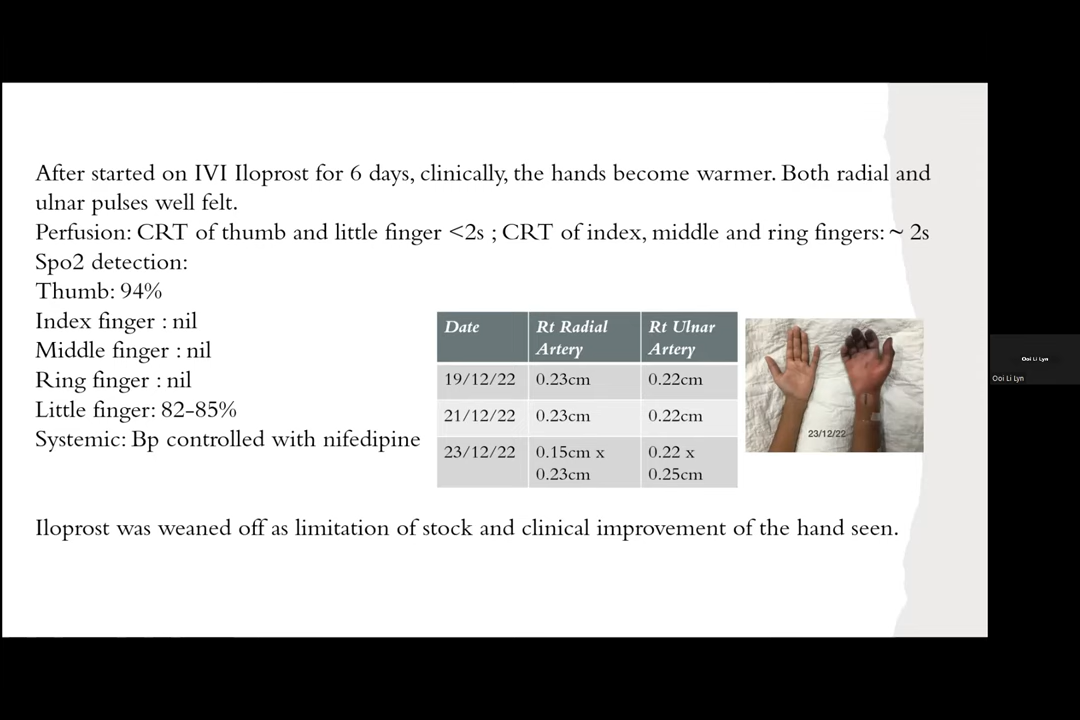 After started on IVI Iloprost for 6 days, clinically, the hands become warmer. Both radial and
ulnar pulses well felt.
Perfusion: CRT of thumb and little finger <2s ; CRT of index, middle and ring fingers: ~ 2s
Spo2 detection:
Thumb: 94%
Index finger : nil
Middle finger : nil
Ring finger : nil
Little finger: 82-85%
Systemic: Bp controlled with nifedipine
Date Rt Radial Artery Rt Ulnar Artery
19/12/22 0.23cm 0.22cm
21/12/22 0.23cm 0.22cm
23/12/22 0.15cm x 0.23cm 0.22 x 0.25cm
23/12/22
Iloprost was weaned off as limitation of stock and clinical improvement of the hand seen.
Ooi Li Lyn
Ooi Li Lyn